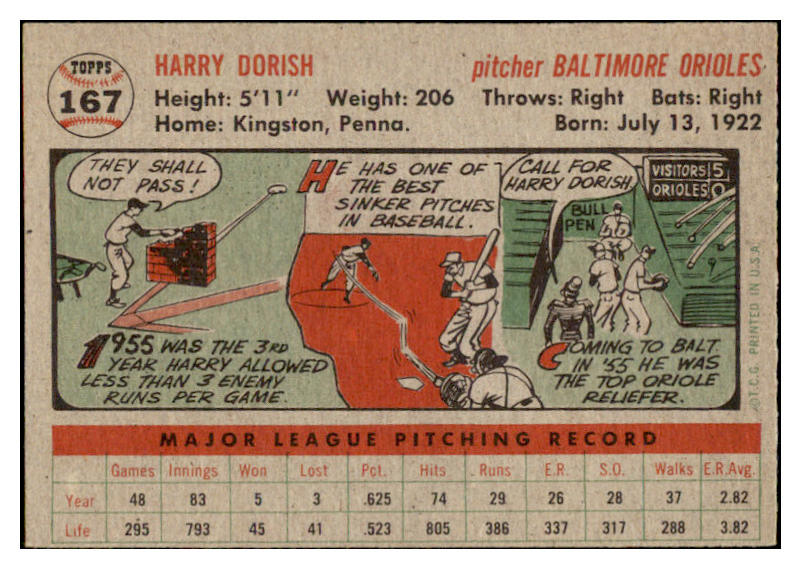 TOPPS
167
HARRY DORISH
pitcher BALTIMORE ORIOLES
Height: 5'11" Weight: 206 Throws: Right Bats: Right
Home: Kingston, Penna. Born: July 13, 1922
THEY SHALL
NOT PASS!
1955 WAS THE 3RD
YEAR HARRY ALLOWED
LESS THAN 3 ENEMY
RUNS PER GAME.
HE HAS ONE OF
THE BEST
SINKER PITCHES
IN BASEBALL.
CALL FOR
HARRY DORISH.
VISITORS 5
ORIOLES 0
BULL
PEN
COMING TO BALT.
IN '55 HE WAS
THE TOP ORIOLE
RELIEFER.
©T.C.G. PRINTED IN U.S.A.
MAJOR LEAGUE PITCHING RECORD
Games Innings Won Lost Pct. Hits Runs E.R. S.O. Walks E.R.Avg.
Year 48 83 5 3 .625 74 29 26 28 37 2.82
Life 295 793 45 41 .523 805 386 337 317 288 3.82